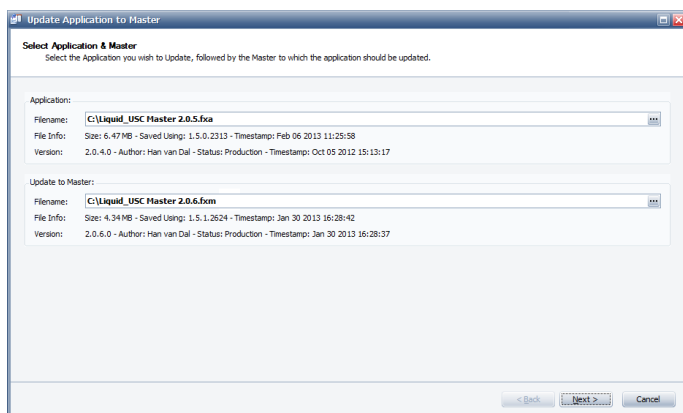 Update Application to Master
Select Application & Master
Select the Application you wish to Update, followed by the Master to which the application should be updated.
Application:
Filename: C:\Liquid_USC Master 2.0.5.fxa ...
File Info: Size: 6.47 MB - Saved Using: 1.5.0.2313 - Timestamp: Feb 06 2013 11:25:58
Version: 2.0.4.0 - Author: Han van Dal - Status: Production - Timestamp: Oct 05 2012 15:13:17
Update to Master:
Filename: C:\Liquid_USC Master 2.0.6.fxm ...
File Info: Size: 4.34 MB - Saved Using: 1.5.1.2624 - Timestamp: Jan 30 2013 16:28:42
Version: 2.0.6.0 - Author: Han van Dal - Status: Production - Timestamp: Jan 30 2013 16:28:37
< Back Next > Cancel